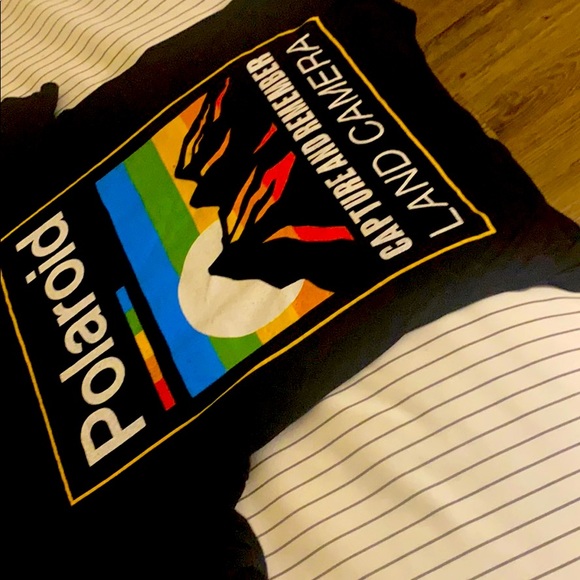 Polaroid
CAPTURE AND REMEMBER
LAND CAMERA